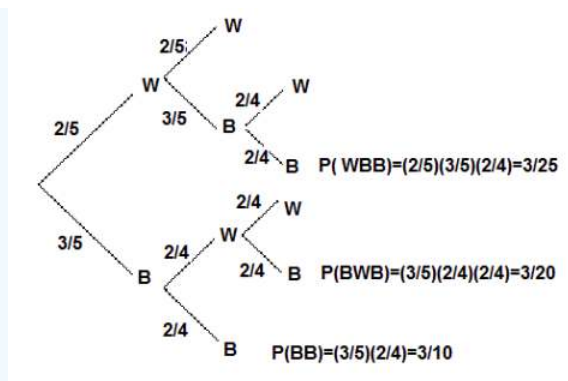 W
2/5
W
W
2/4
3/5
B
2/5
2/4
B P( WBB)=(2/5)(3/5)(2/4)=3/25
2/4
W
W
3/5
2/4
2/4
B P(BWB)=(3/5)(2/4)(2/4)=3/20
B
2/4
B P(BB)=(3/5)(2/4)=3/10